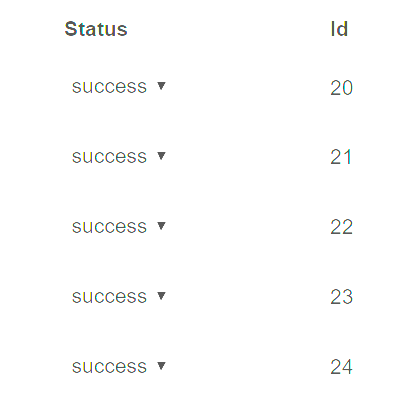 Status Id
success ▼ 20
success ▼ 21
success ▼ 22
success ▼ 23
success ▼ 24